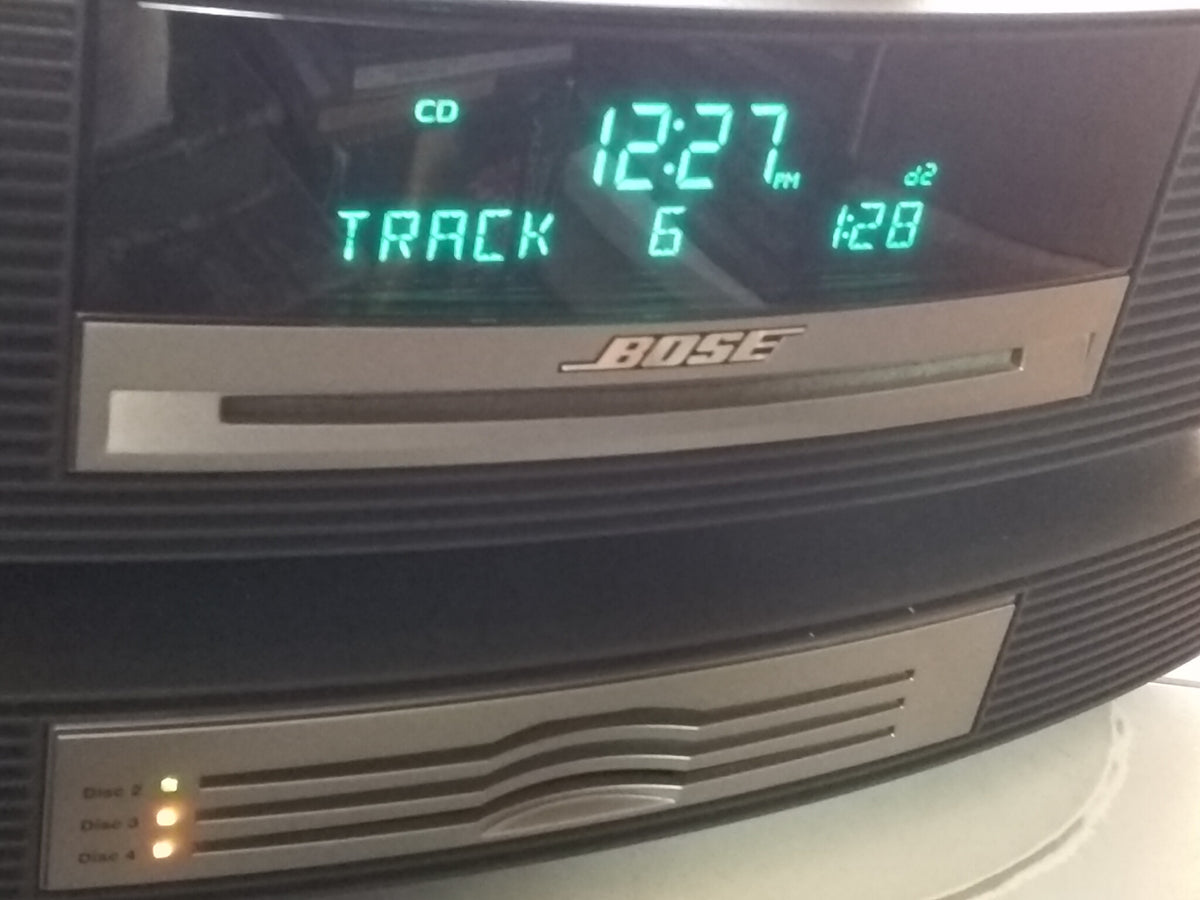 CD 12:27 PM d2
TRACK 6 1:28
BOSE
Disc 2
Disc 3
Disc 4